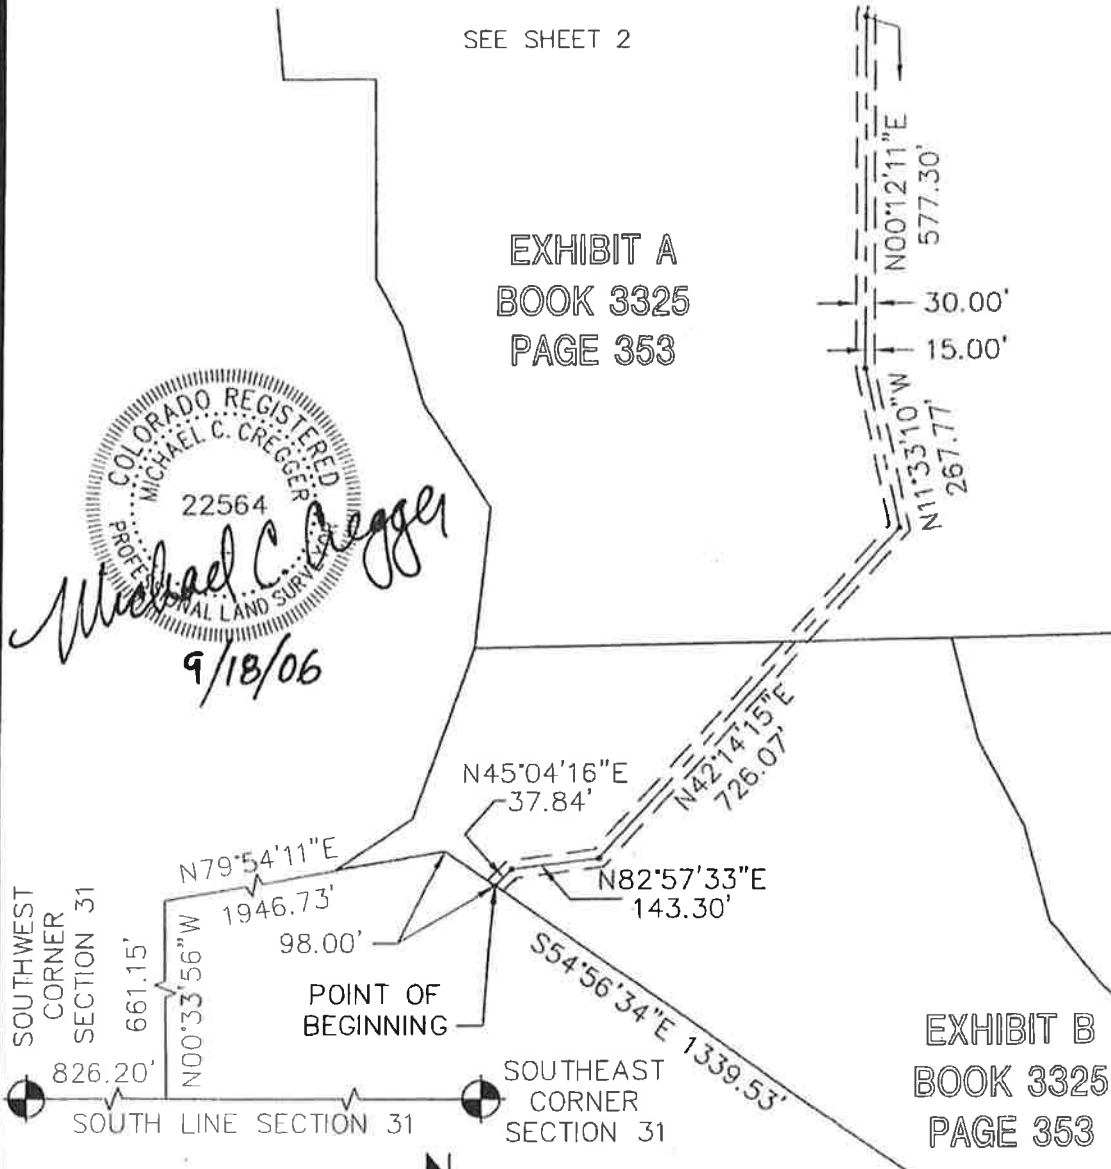 SEE SHEET 2
N00°12'11"E
577.30'
EXHIBIT A
BOOK 3325
PAGE 353
30.00'
15.00'
N11°33'10"W
267.77'
COLORADO REGISTERED
MICHAEL C. CREGGER
22564
PROFESSIONAL LAND SURVEYOR
Michael C. Cregger
9/18/06
N42°14'15"E
726.07'
N45°04'16"E
37.84'
N79°54'11"E
1946.73'
N82°57'33"E
143.30'
98.00'
SOUTHWEST
CORNER
SECTION 31
661.15'
N00°33'56"W
POINT OF
BEGINNING
S54°56'34"E 1339.53'
EXHIBIT B
BOOK 3325
PAGE 353
826.20'
SOUTHEAST
CORNER
SECTION 31
SOUTH LINE SECTION 31
N